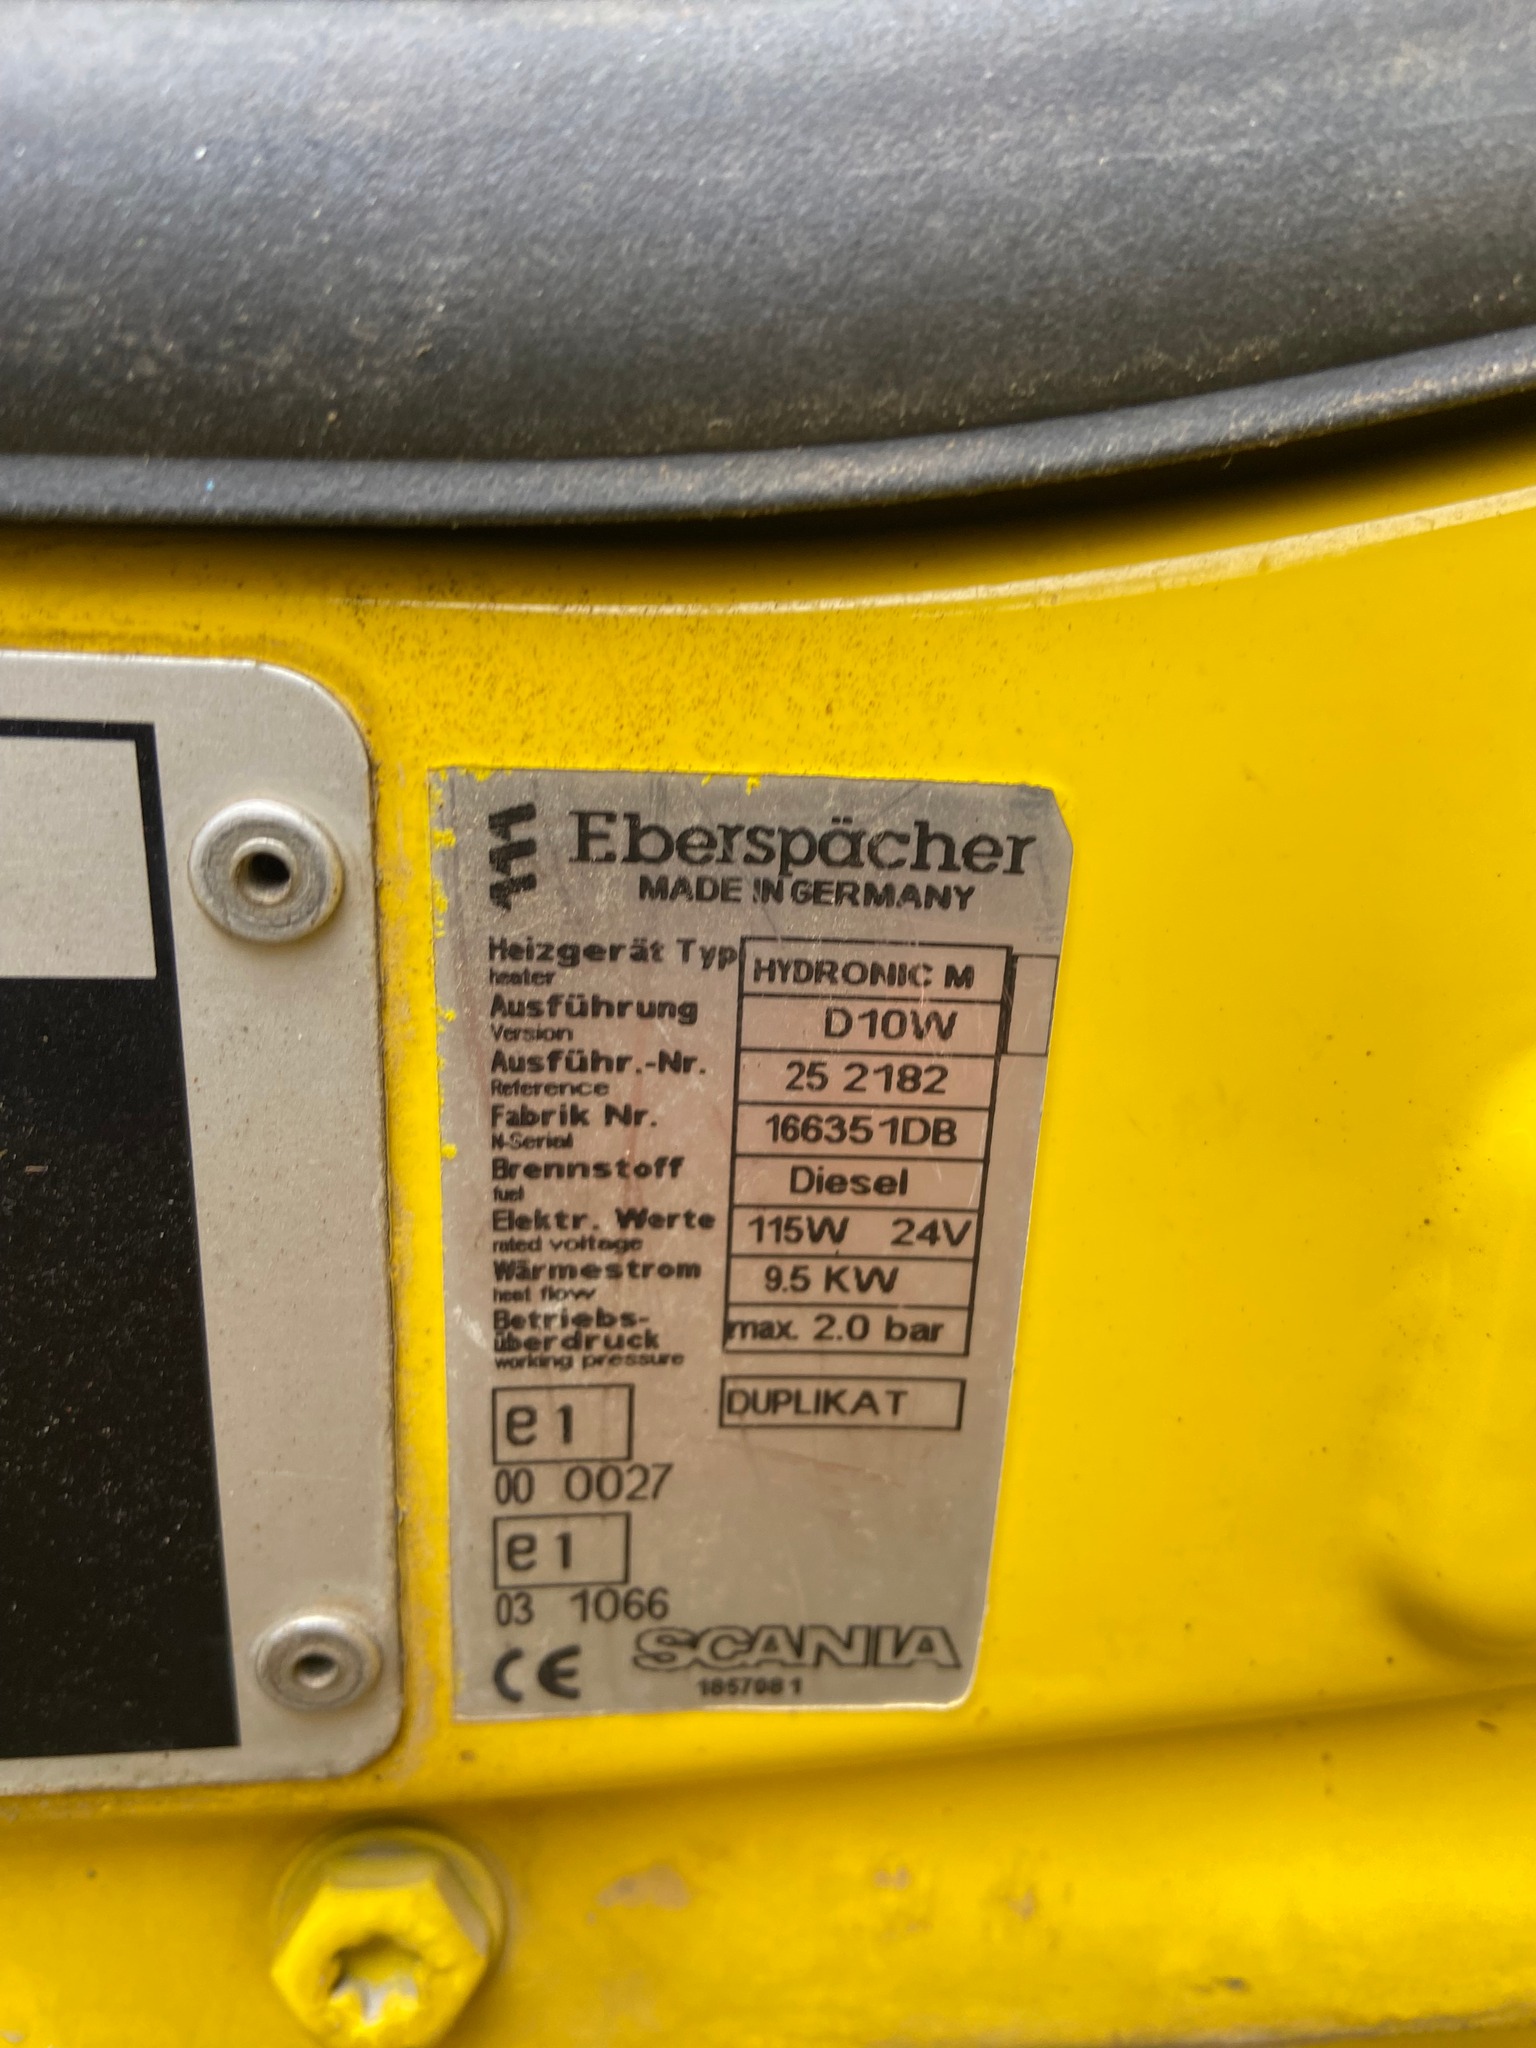 Eberspächer
MADE IN GERMANY
Heizgerät Typ HYDRONIC M
heater
Ausführung D10W
Version
Ausführ.-Nr. 25 2182
Reference
Fabrik Nr. 166351DB
N-Serial
Brennstoff Diesel
fuel
Elektr. Werte 115W 24V
rated voltage
Wärmestrom 9.5 KW
heat flow
Betriebs-
überdruck max. 2.0 bar
working pressure
e1 DUPLIKAT
00 0027
e1
03 1066
CE SCANIA
1857081